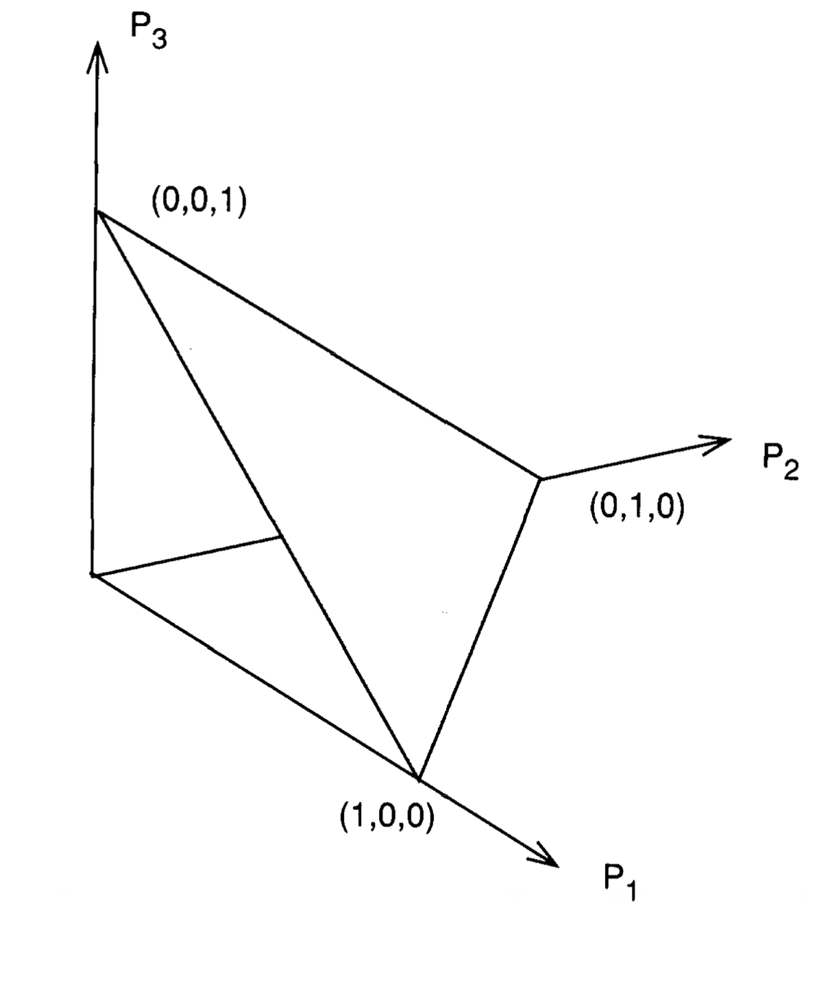 P₃
(0,0,1)
P₂
(0,1,0)
(1,0,0)
P₁